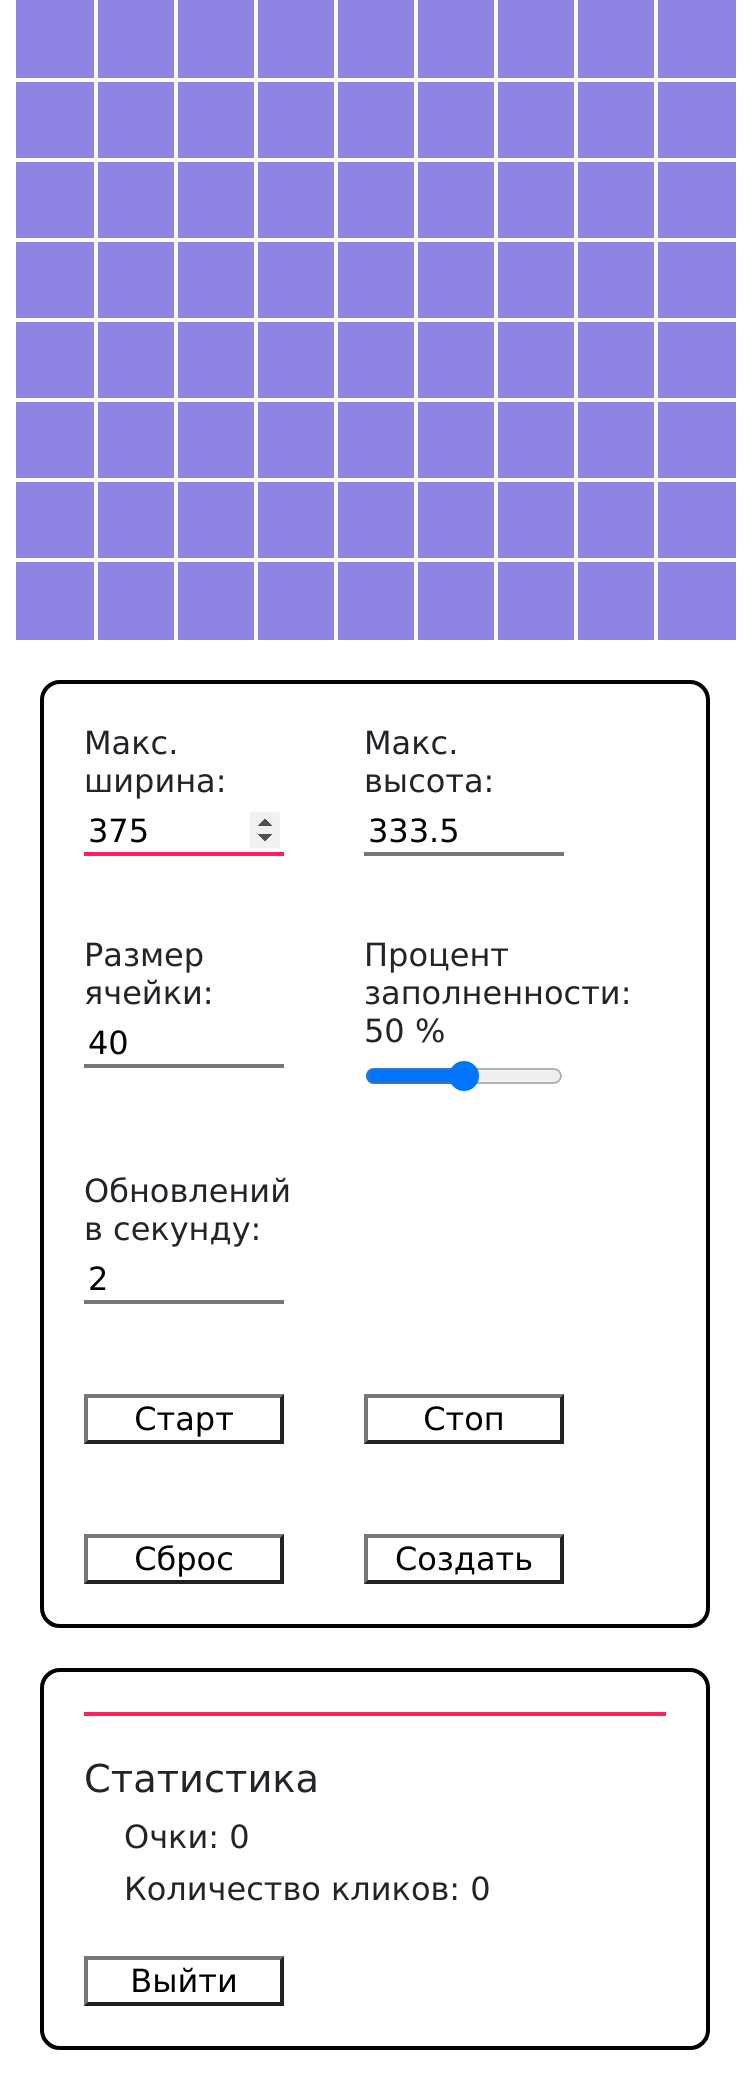 Макс.
ширина:
375
Макс.
высота:
333.5
Размер
ячейки:
40
Процент
заполненности:
50 %
Обновлений
в секунду:
2
Старт
Стоп
Сброс
Создать
Статистика
Очки: 0
Количество кликов: 0
Выйти